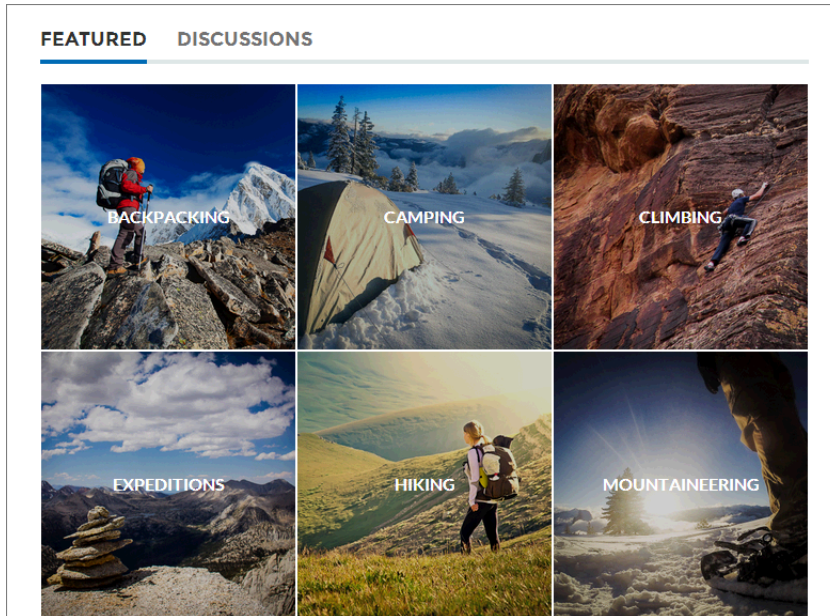 FEATURED DISCUSSIONS
BACKPACKING CAMPING CLIMBING
EXPEDITIONS HIKING MOUNTAINEERING